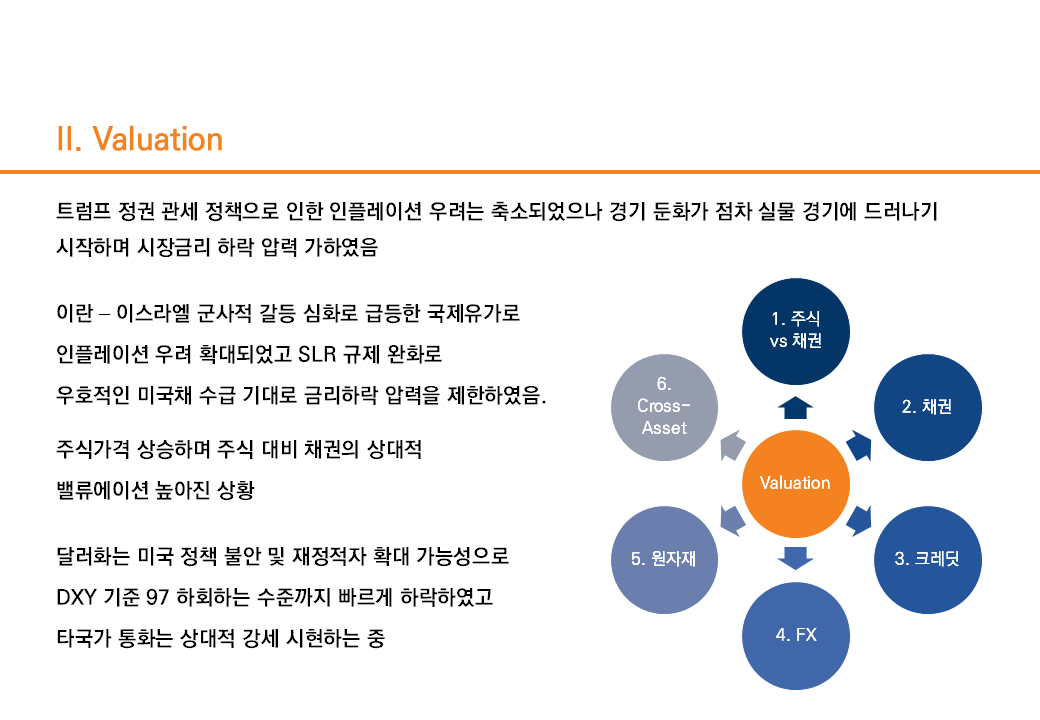 II. Valuation
트럼프 정권 관세 정책으로 인한 인플레이션 우려는 축소되었으나 경기 둔화가 점차 실물 경기에 드러나기
시작하며 시장금리 하락 압력 가하였음
이란 – 이스라엘 군사적 갈등 심화로 급등한 국제유가로
인플레이션 우려 확대되었고 SLR 규제 완화로
우호적인 미국채 수급 기대로 금리하락 압력을 제한하였음.
주식가격 상승하며 주식 대비 채권의 상대적
밸류에이션 높아진 상황
달러화는 미국 정책 불안 및 재정적자 확대 가능성으로
DXY 기준 97 하회하는 수준까지 빠르게 하락하였고
타국가 통화는 상대적 강세 시현하는 중
1. 주식
vs 채권
2. 채권
3. 크레딧
4. FX
5. 원자재
6.
Cross-
Asset
Valuation